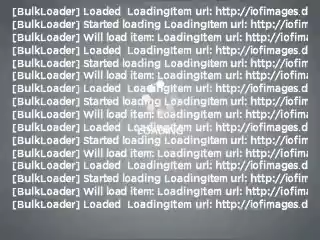 [BulkLoader] Loaded LoadingItem url: http://iofimages.d
[BulkLoader] Started loading LoadingItem url: http://iofim
[BulkLoader] Will load item: LoadingItem url: http://iofima
[BulkLoader] Loaded LoadingItem url: http://iofimages.d
[BulkLoader] Started loading LoadingItem url: http://iofim
[BulkLoader] Will load item: LoadingItem url: http://iofima
[BulkLoader] Loaded LoadingItem url: http://iofimages.d
[BulkLoader] Started loading LoadingItem url: http://iofim
[BulkLoader] Will load item: LoadingItem url: http://iofima
[BulkLoader] Loaded LoadingItem url: http://iofimages.d
LOADING
[BulkLoader] Started loading LoadingItem url: http://iofim
[BulkLoader] Will load item: LoadingItem url: http://iofima
[BulkLoader] Loaded LoadingItem url: http://iofimages.d
[BulkLoader] Started loading LoadingItem url: http://iofim
[BulkLoader] Will load item: LoadingItem url: http://iofima
[BulkLoader] Loaded LoadingItem url: http://iofimages.d